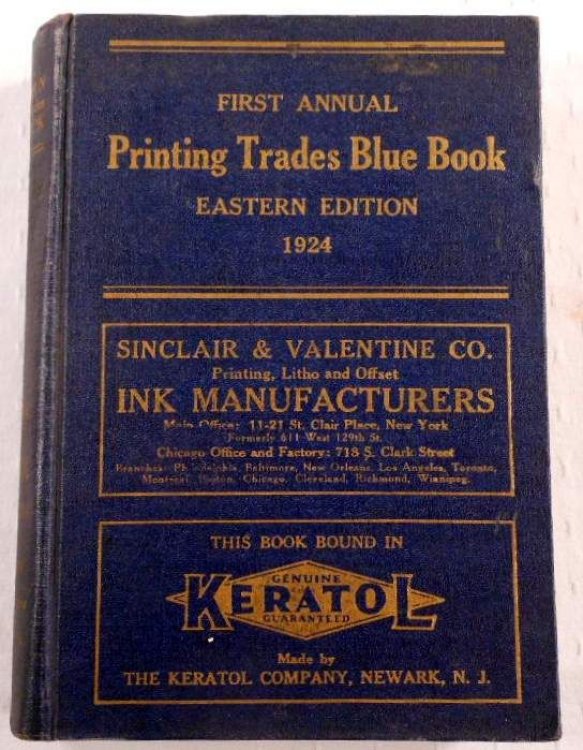 FIRST ANNUAL
Printing Trades Blue Book
EASTERN EDITION
1924
SINCLAIR & VALENTINE CO.
Printing, Litho and Offset
INK MANUFACTURERS
Main Office: 11-21 St. Clair Place, New York
Formerly 611 West 129th St.
Chicago Office and Factory: 718 S. Clark Street
Branches: Philadelphia, Baltimore, New Orleans, Los Angeles, Toronto,
Montreal, Boston, Chicago, Cleveland, Richmond, Winnipeg.
THIS BOOK BOUND IN
GENUINE
KERATOL
GUARANTEED
Made by
THE KERATOL COMPANY, NEWARK, N. J.